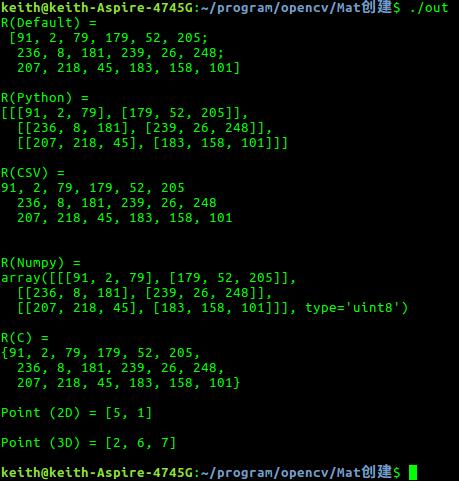 keith@keith-Aspire-4745G:~/program/opencv/Mat创建$ ./out
R(Default) =
 [91, 2, 79, 179, 52, 205;
  236, 8, 181, 239, 26, 248;
  207, 218, 45, 183, 158, 101]
R(Python) =
[[[91, 2, 79], [179, 52, 205]],
  [[236, 8, 181], [239, 26, 248]],
  [[207, 218, 45], [183, 158, 101]]]
R(CSV) =
91, 2, 79, 179, 52, 205
  236, 8, 181, 239, 26, 248
  207, 218, 45, 183, 158, 101
R(Numpy) =
array([[[91, 2, 79], [179, 52, 205]],
  [[236, 8, 181], [239, 26, 248]],
  [[207, 218, 45], [183, 158, 101]]], type='uint8')
R(C) =
{91, 2, 79, 179, 52, 205,
  236, 8, 181, 239, 26, 248,
  207, 218, 45, 183, 158, 101}
Point (2D) = [5, 1]
Point (3D) = [2, 6, 7]
keith@keith-Aspire-4745G:~/program/opencv/Mat创建$